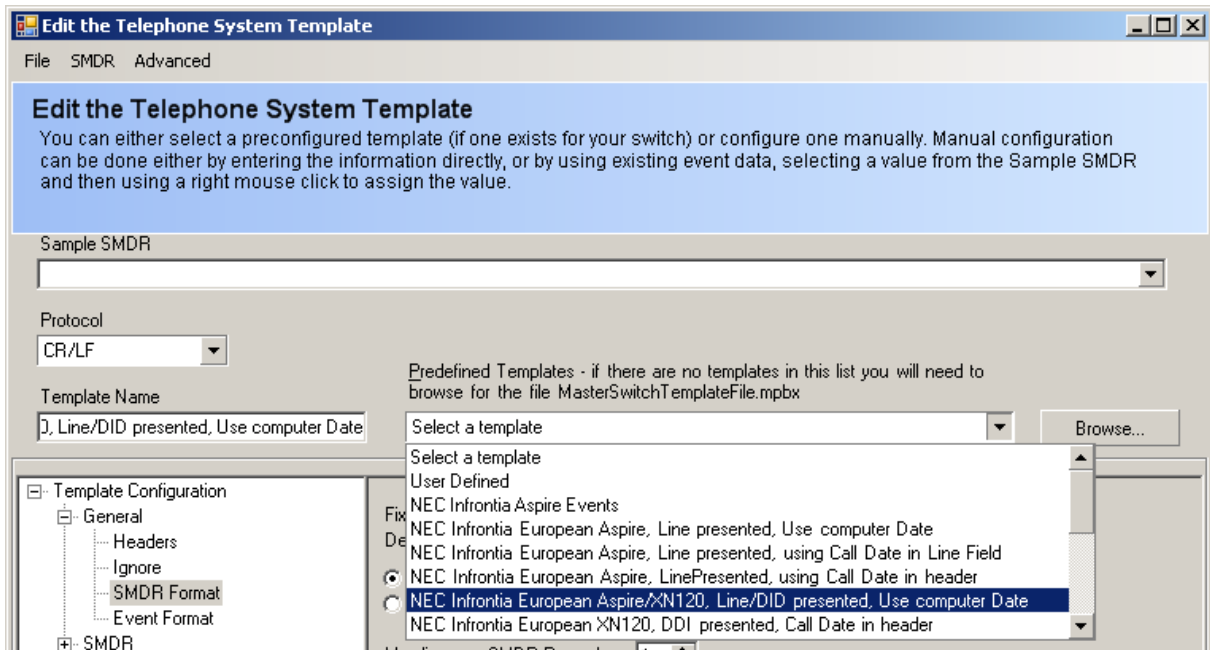 Edit the Telephone System Template
File SMDR Advanced
Edit the Telephone System Template
You can either select a preconfigured template (if one exists for your switch) or configure one manually. Manual configuration
can be done either by entering the information directly, or by using existing event data, selecting a value from the Sample SMDR
and then using a right mouse click to assign the value.
Sample SMDR
Protocol
CR/LF
Predefined Templates - if there are no templates in this list you will need to
browse for the file MasterSwitchTemplateFile.mpbx
Template Name
, Line/DID presented, Use computer Date
Select a template
Browse...
Select a template
User Defined
NEC Infrontia Aspire Events
NEC Infrontia European Aspire, Line presented, Use computer Date
NEC Infrontia European Aspire, Line presented, using Call Date in Line Field
NEC Infrontia European Aspire, LinePresented, using Call Date in header
NEC Infrontia European Aspire/XN120, Line/DID presented, Use computer Date
NEC Infrontia European XN120, DDI presented, Call Date in header
Template Configuration
General
Headers
Ignore
SMDR Format
Event Format
SMDR
Fix
De